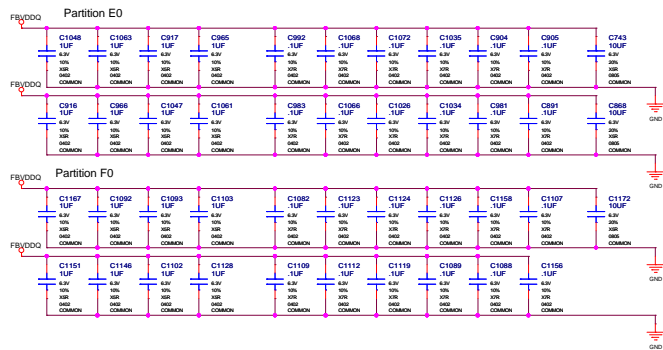 Partition E0
FBVDDQ
C1048 C1063 C917 C965 C992 C1068 C1072 C1035 C904 C905 C743
1UF 1UF 1UF 1UF .1UF .1UF .1UF .1UF .1UF .1UF 10UF
6.3V 6.3V 6.3V 6.3V 6.3V 6.3V 6.3V 6.3V 6.3V 6.3V 6.3V
10% 10% 10% 10% 10% 10% 10% 10% 10% 10% 20%
X5R X5R X5R X5R X7R X7R X7R X7R X7R X7R X5R
0402 0402 0402 0402 0402 0402 0402 0402 0402 0402 0805
COMMON COMMON COMMON COMMON COMMON COMMON COMMON COMMON COMMON COMMON COMMON
FBVDDQ
GND
C916 C966 C1047 C1061 C983 C1066 C1026 C1034 C981 C891 C868
1UF 1UF 1UF 1UF .1UF .1UF .1UF .1UF .1UF .1UF 10UF
6.3V 6.3V 6.3V 6.3V 6.3V 6.3V 6.3V 6.3V 6.3V 6.3V 6.3V
10% 10% 10% 10% 10% 10% 10% 10% 10% 10% 20%
X5R X5R X5R X5R X7R X7R X7R X7R X7R X7R X5R
0402 0402 0402 0402 0402 0402 0402 0402 0402 0402 0805
COMMON COMMON COMMON COMMON COMMON COMMON COMMON COMMON COMMON COMMON COMMON
GND
Partition F0
FBVDDQ
C1167 C1092 C1093 C1103 C1082 C1123 C1124 C1126 C1158 C1107 C1172
1UF 1UF 1UF 1UF .1UF .1UF .1UF .1UF .1UF .1UF 10UF
6.3V 6.3V 6.3V 6.3V 6.3V 6.3V 6.3V 6.3V 6.3V 6.3V 6.3V
10% 10% 10% 10% 10% 10% 10% 10% 10% 10% 20%
X5R X5R X5R X5R X7R X7R X7R X7R X7R X7R X5R
0402 0402 0402 0402 0402 0402 0402 0402 0402 0402 0805
COMMON COMMON COMMON COMMON COMMON COMMON COMMON COMMON COMMON COMMON COMMON
FBVDDQ
GND
C1151 C1146 C1102 C1128 C1109 C1112 C1119 C1089 C1088 C1156
1UF 1UF 1UF 1UF .1UF .1UF .1UF .1UF .1UF .1UF
6.3V 6.3V 6.3V 6.3V 6.3V 6.3V 6.3V 6.3V 6.3V 6.3V
10% 10% 10% 10% 10% 10% 10% 10% 10% 10%
X5R X5R X5R X5R X7R X7R X7R X7R X7R X7R
0402 0402 0402 0402 0402 0402 0402 0402 0402 0402
COMMON COMMON COMMON COMMON COMMON COMMON COMMON COMMON COMMON COMMON
GND